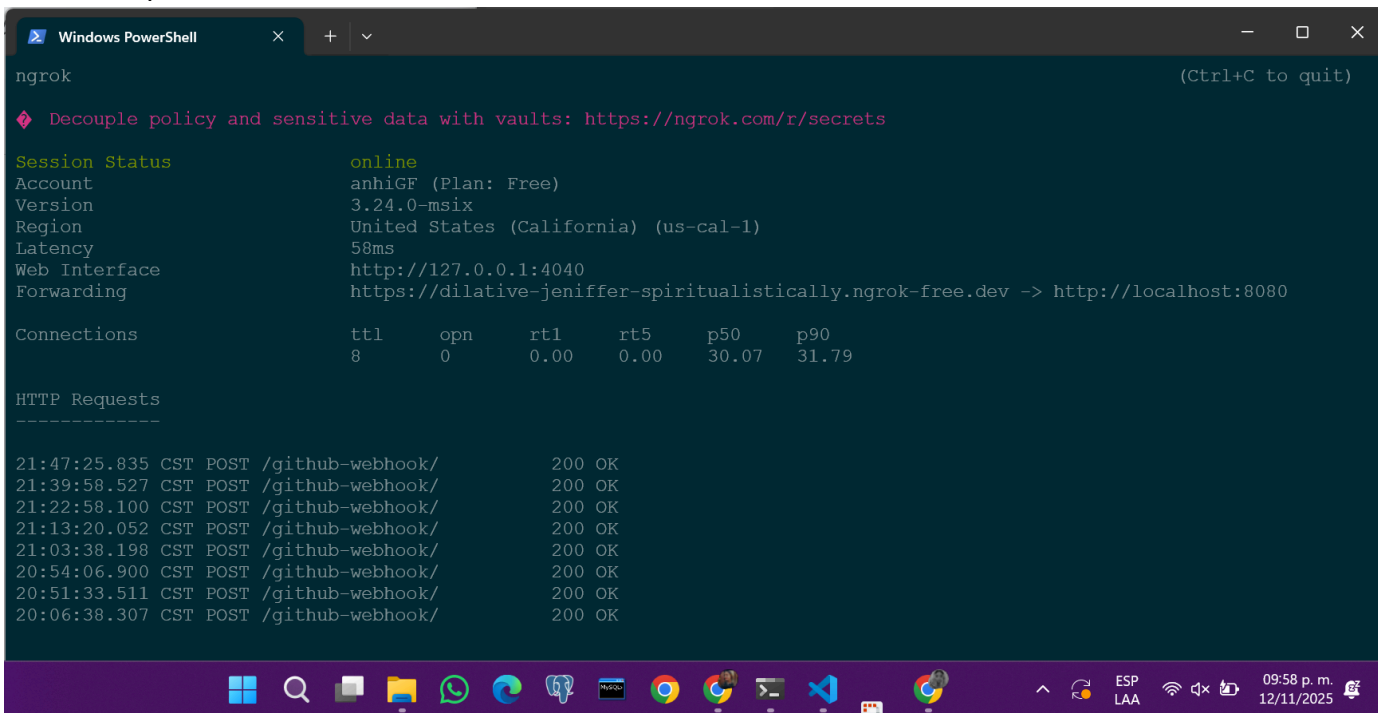 Windows PowerShell
ngrok (Ctrl+C to quit)
Decouple policy and sensitive data with vaults: https://ngrok.com/r/secrets
Session Status online
Account anhiGF (Plan: Free)
Version 3.24.0-msix
Region United States (California) (us-cal-1)
Latency 58ms
Web Interface http://127.0.0.1:4040
Forwarding https://dilative-jeniffer-spiritualistically.ngrok-free.dev -> http://localhost:8080
Connections ttl opn rt1 rt5 p50 p90
8 0 0.00 0.00 30.07 31.79
HTTP Requests
-------------
21:47:25.835 CST POST /github-webhook/ 200 OK
21:39:58.527 CST POST /github-webhook/ 200 OK
21:22:58.100 CST POST /github-webhook/ 200 OK
21:13:20.052 CST POST /github-webhook/ 200 OK
21:03:38.198 CST POST /github-webhook/ 200 OK
20:54:06.900 CST POST /github-webhook/ 200 OK
20:51:33.511 CST POST /github-webhook/ 200 OK
20:06:38.307 CST POST /github-webhook/ 200 OK
ESP 09:58 p. m.
LAA 12/11/2025